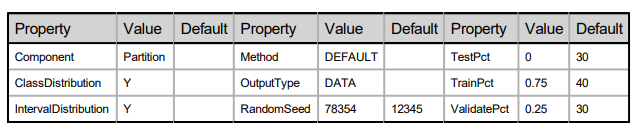 Property Value Default Property Value Default Property Value Default
Component Partition Method DEFAULT TestPct 0 30
ClassDistribution Y OutputType DATA TrainPct 0.75 40
IntervalDistribution Y RandomSeed 78354 12345 ValidatePct 0.25 30